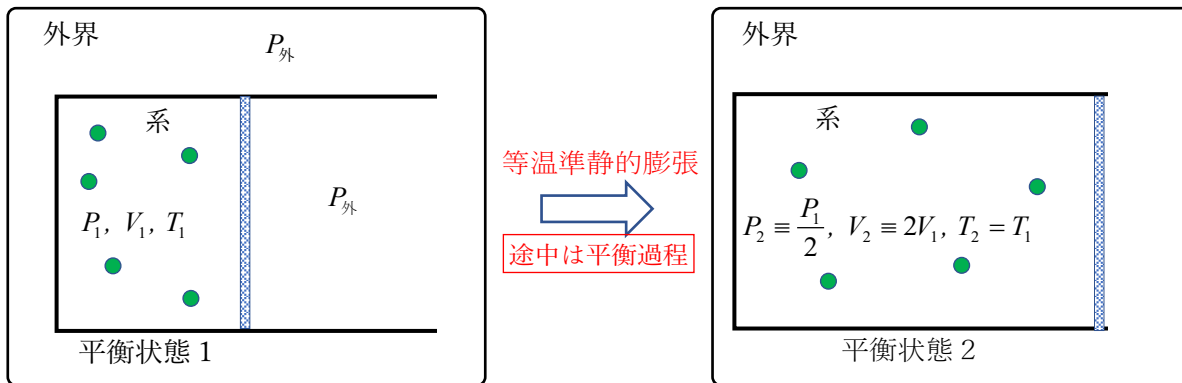 外界
P外
系
P外
P₁, V₁, T₁
平衡状態 1
等温準静的膨張
途中は平衡過程
外界
系
P₂ ≡ P₁/2, V₂ ≡ 2V₁, T₂ = T₁
平衡状態 2